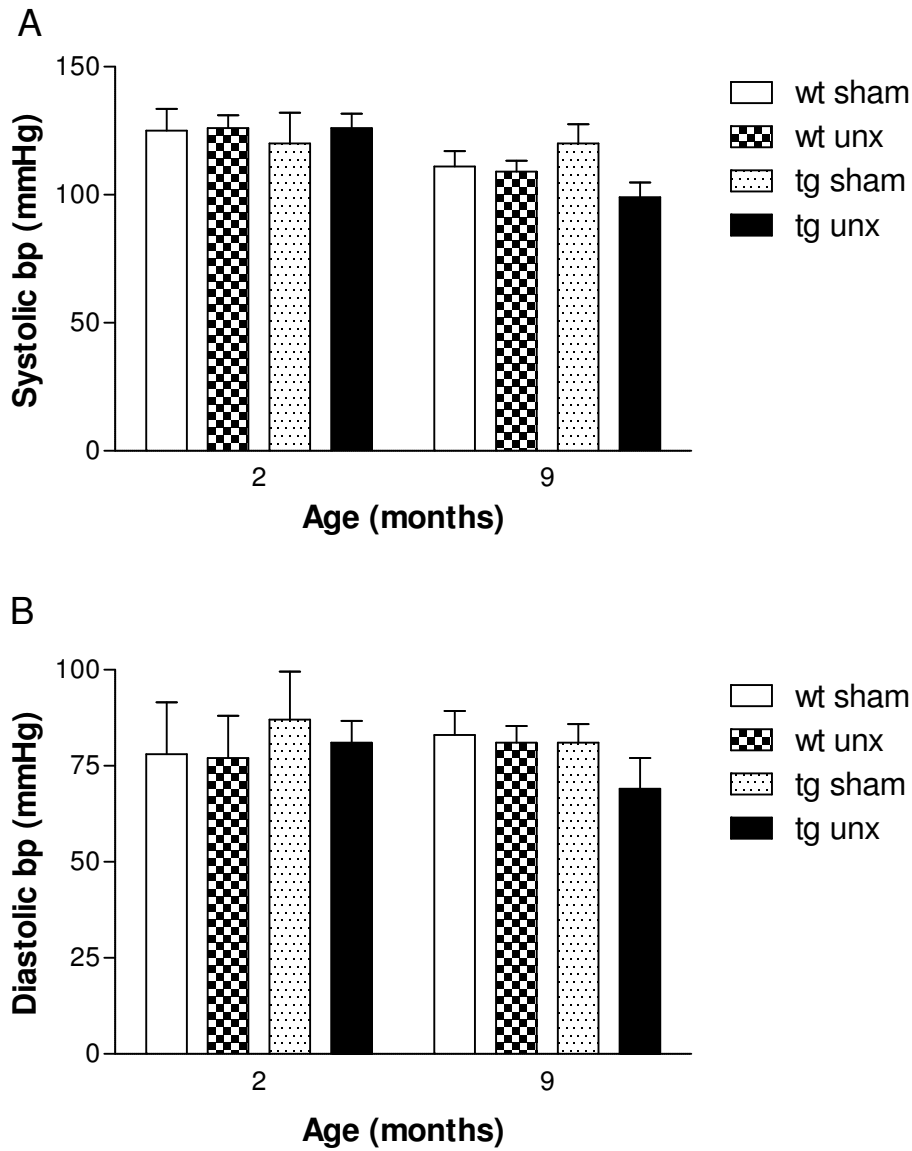 A
150
100
50
0
Systolic bp (mmHg)
2
9
Age (months)
wt sham
wt unx
tg sham
tg unx
B
100
75
50
25
0
Diastolic bp (mmHg)
2
9
Age (months)
wt sham
wt unx
tg sham
tg unx